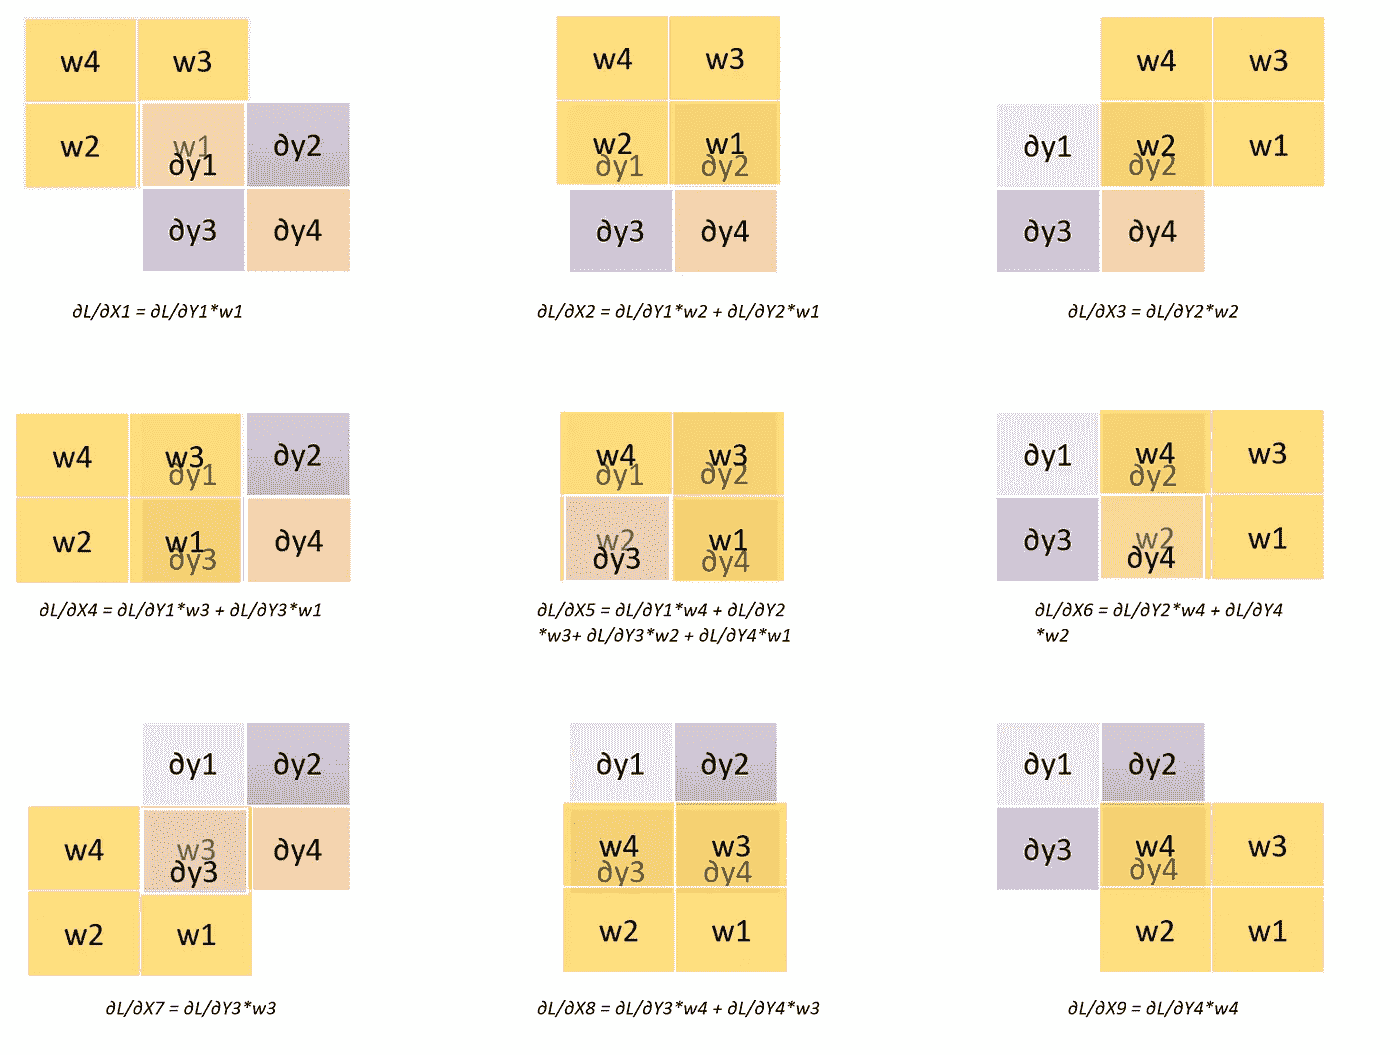 w4 w3 w4 w3 w4 w3
w2 w1 ∂y1 ∂y2 w2 ∂y1 w1 ∂y2 ∂y1 w2 ∂y2 w1
∂y3 ∂y4 ∂y3 ∂y4 ∂y3 ∂y4
∂L/∂X1 = ∂L/∂Y1*w1 ∂L/∂X2 = ∂L/∂Y1*w2 + ∂L/∂Y2*w1 ∂L/∂X3 = ∂L/∂Y2*w2
w4 w3 ∂y1 ∂y2 w4 ∂y1 w3 ∂y2 ∂y1 w4 ∂y2 w3
w2 w1 ∂y3 ∂y4 w2 ∂y3 w1 ∂y4 ∂y3 w2 ∂y4 w1
∂L/∂X4 = ∂L/∂Y1*w3 + ∂L/∂Y3*w1 ∂L/∂X5 = ∂L/∂Y1*w4 + ∂L/∂Y2 ∂L/∂X6 = ∂L/∂Y2*w4 + ∂L/∂Y4
*w3+ ∂L/∂Y3*w2 + ∂L/∂Y4*w1 *w2
∂y1 ∂y2 ∂y1 ∂y2 ∂y1 ∂y2
w4 w3 ∂y3 ∂y4 w4 ∂y3 w3 ∂y4 ∂y3 w4 ∂y4 w3
w2 w1 w2 w1 w2 w1
∂L/∂X7 = ∂L/∂Y3*w3 ∂L/∂X8 = ∂L/∂Y3*w4 + ∂L/∂Y4*w3 ∂L/∂X9 = ∂L/∂Y4*w4